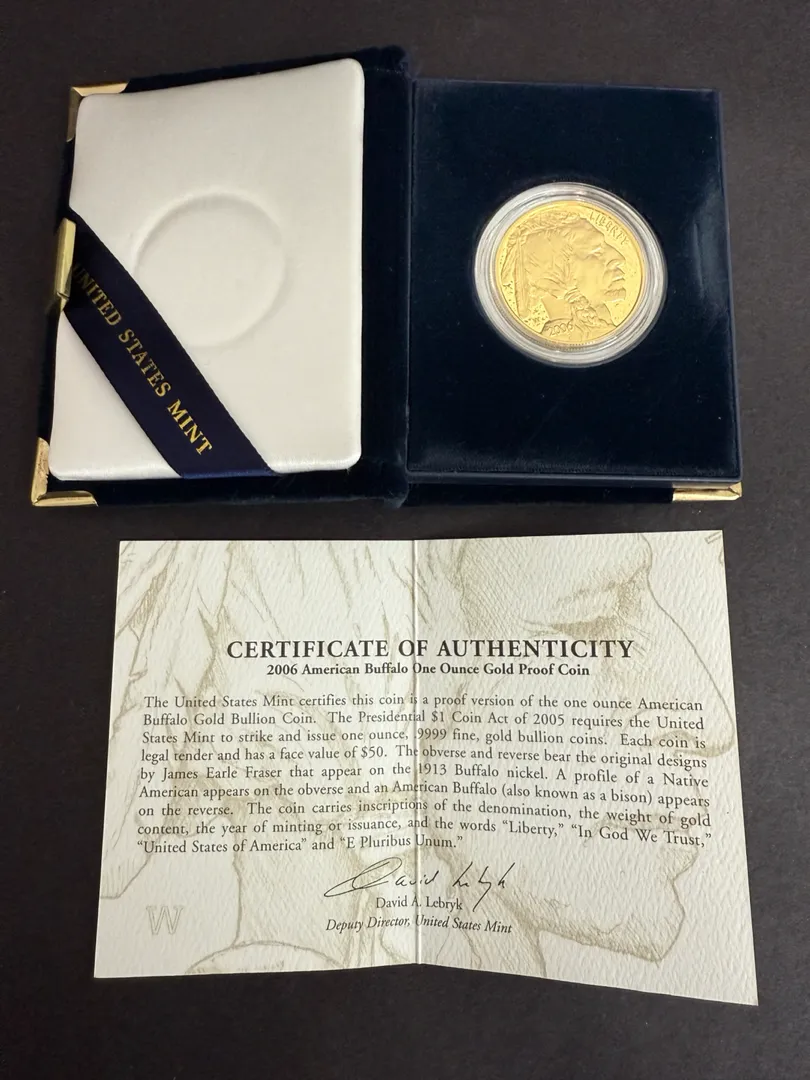 LIBERTY
2006
UNITED STATES MINT
CERTIFICATE OF AUTHENTICITY
2006 American Buffalo One Ounce Gold Proof Coin
The United States Mint certifies this coin is a proof version of the one ounce American
Buffalo Gold Bullion Coin. The Presidential $1 Coin Act of 2005 requires the United
States Mint to strike and issue one ounce, .9999 fine, gold bullion coins. Each coin is
legal tender and has a face value of $50. The obverse and reverse bear the original designs
by James Earle Fraser that appear on the 1913 Buffalo nickel. A profile of a Native
American appears on the obverse and an American Buffalo (also known as a bison) appears
on the reverse. The coin carries inscriptions of the denomination, the weight of gold
content, the year of minting or issuance, and the words “Liberty,” “In God We Trust,”
“United States of America” and “E Pluribus Unum.”
David A. Lebryk
David A. Lebryk
Deputy Director, United States Mint
W